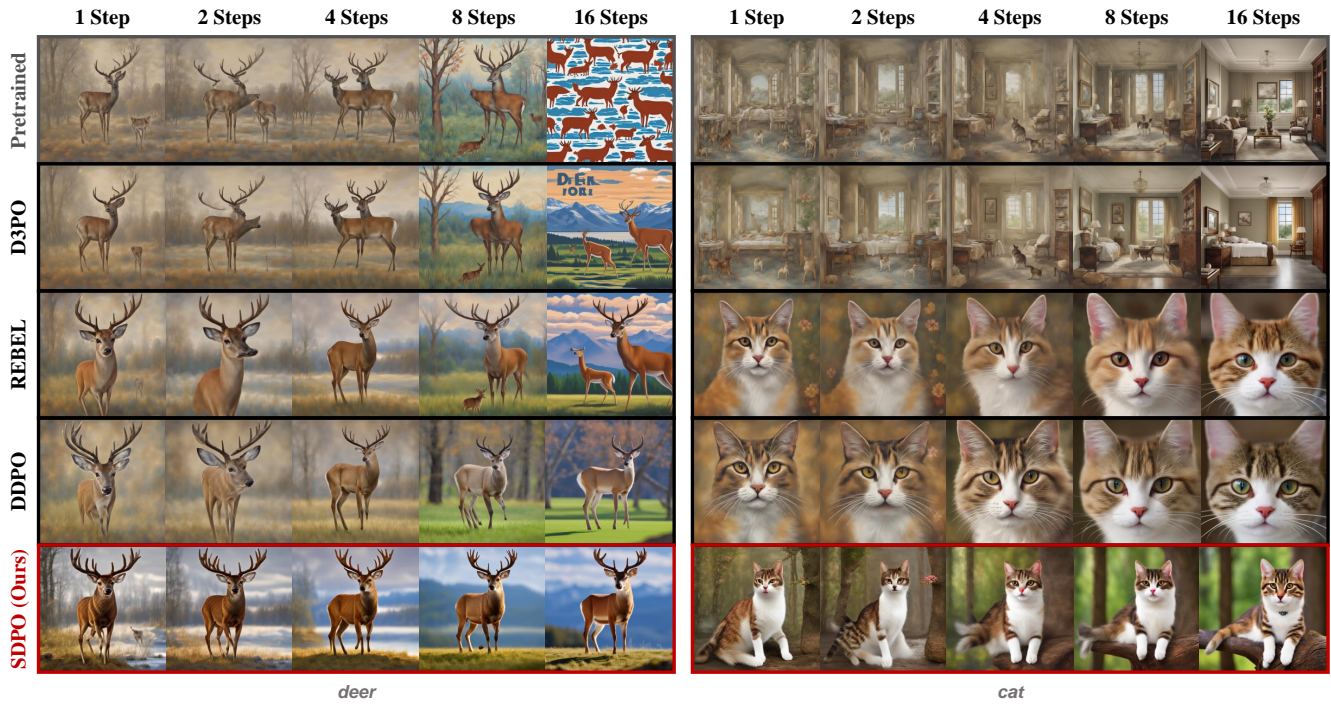 1 Steps 2 Steps 4 Steps 8 Steps 16 Steps
1 Step 2 Steps 4 Steps 8 Steps 16 Steps
Pretrained
D3PO
REBEL
DDPO
SDPO (Ours)
deer
cat